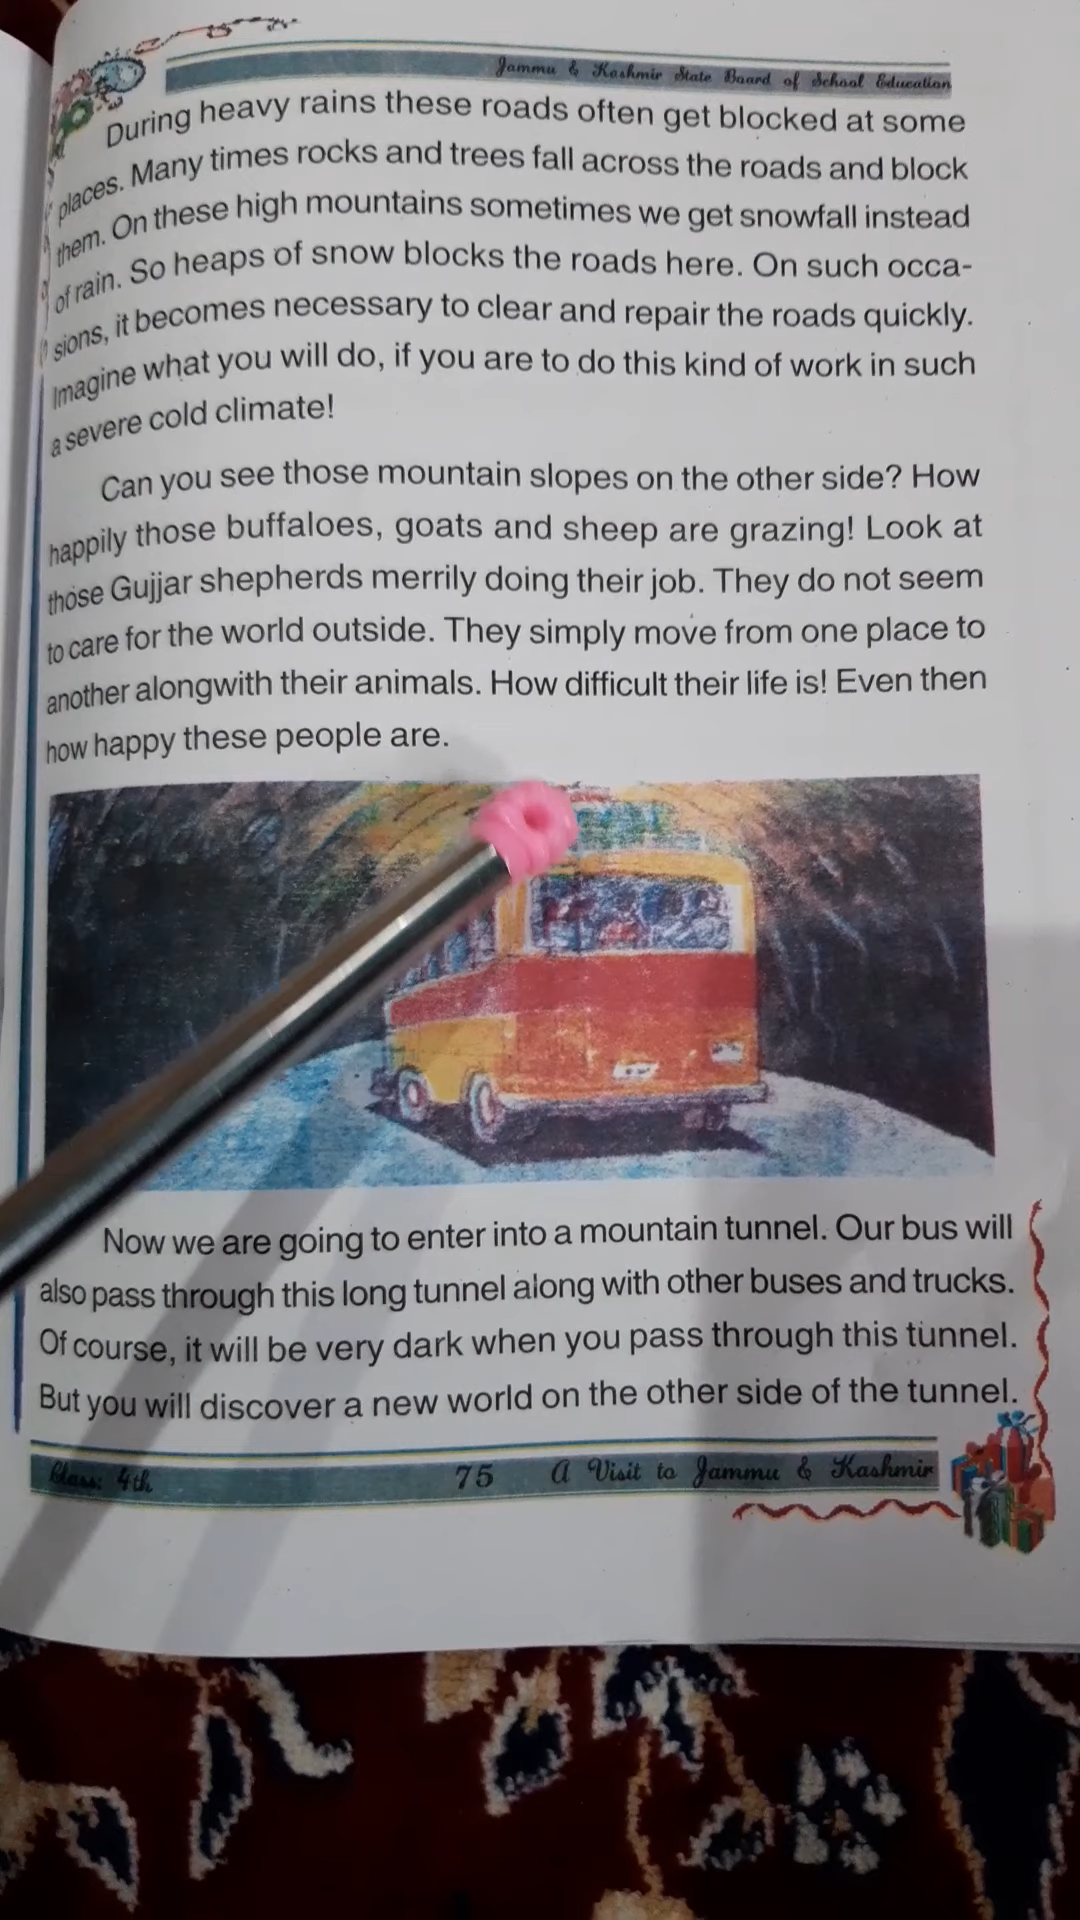 Jammu & Kashmir State Board of School Education
During heavy rains these roads often get blocked at some
places. Many times rocks and trees fall across the roads and block
them. On these high mountains sometimes we get snowfall instead
of rain. So heaps of snow blocks the roads here. On such occa-
sions, it becomes necessary to clear and repair the roads quickly.
Imagine what you will do, if you are to do this kind of work in such
a severe cold climate!
Can you see those mountain slopes on the other side? How
happily those buffaloes, goats and sheep are grazing! Look at
those Gujjar shepherds merrily doing their job. They do not seem
to care for the world outside. They simply move from one place to
another alongwith their animals. How difficult their life is! Even then
how happy these people are.
Now we are going to enter into a mountain tunnel. Our bus will
also pass through this long tunnel along with other buses and trucks.
Of course, it will be very dark when you pass through this tunnel.
But you will discover a new world on the other side of the tunnel.
Class: 4th 75 A Visit to Jammu & Kashmir